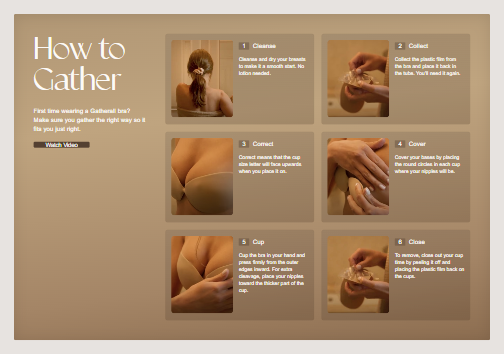 How to
Gather
First time wearing a Gatherall bra?
Make sure you gather the right way so it
fits you just right.
Watch Video
1 Cleanse
Cleanse and dry your breasts
to make it a smooth start. No
lotion needed.
2 Collect
Collect the plastic film from
the bra and place it back to
the tube. You'll need it again.
3 Correct
Correct means that the cup
size letter will face upwards
when you place it on.
4 Cover
Cover your bases by placing
the round circles in each cup
where your nipples will be.
5 Cup
Cup the bra in your hand and
press firmly from the outer
edges inward. For extra
cleavage, place your nipples
toward the thicker part of the
cup.
6 Close
To remove, close out your cup
time by peeling it off and
placing the plastic film back on
the cups.